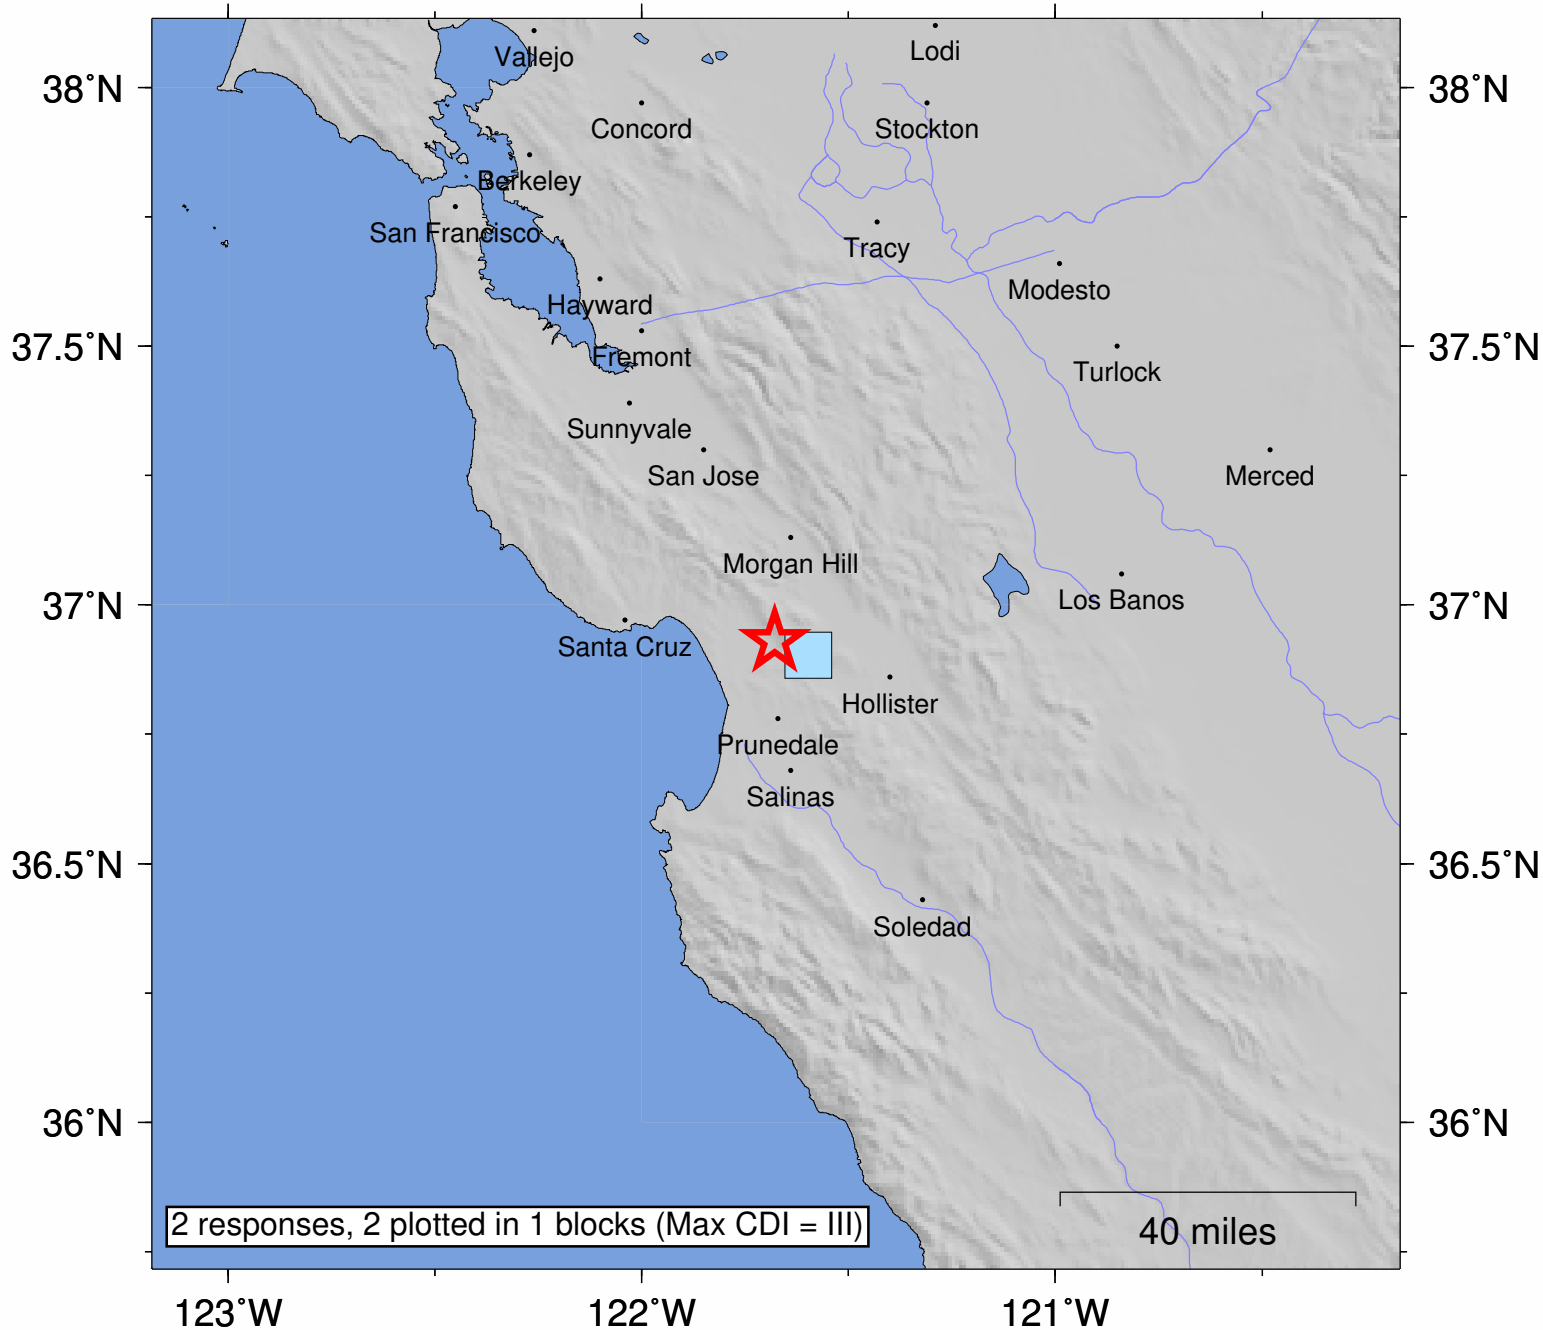 Vallejo
Lodi
38°N
38°N
Concord
Stockton
Berkeley
San Francisco
Tracy
Modesto
Hayward
37.5°N
Fremont
37.5°N
Turlock
Sunnyvale
San Jose
Merced
Morgan Hill
37°N
Los Banos
37°N
Santa Cruz
Hollister
Prunedale
Salinas
36.5°N
36.5°N
Soledad
36°N
36°N
2 responses, 2 plotted in 1 blocks (Max CDI = III)
40 miles
123°W
122°W
121°W